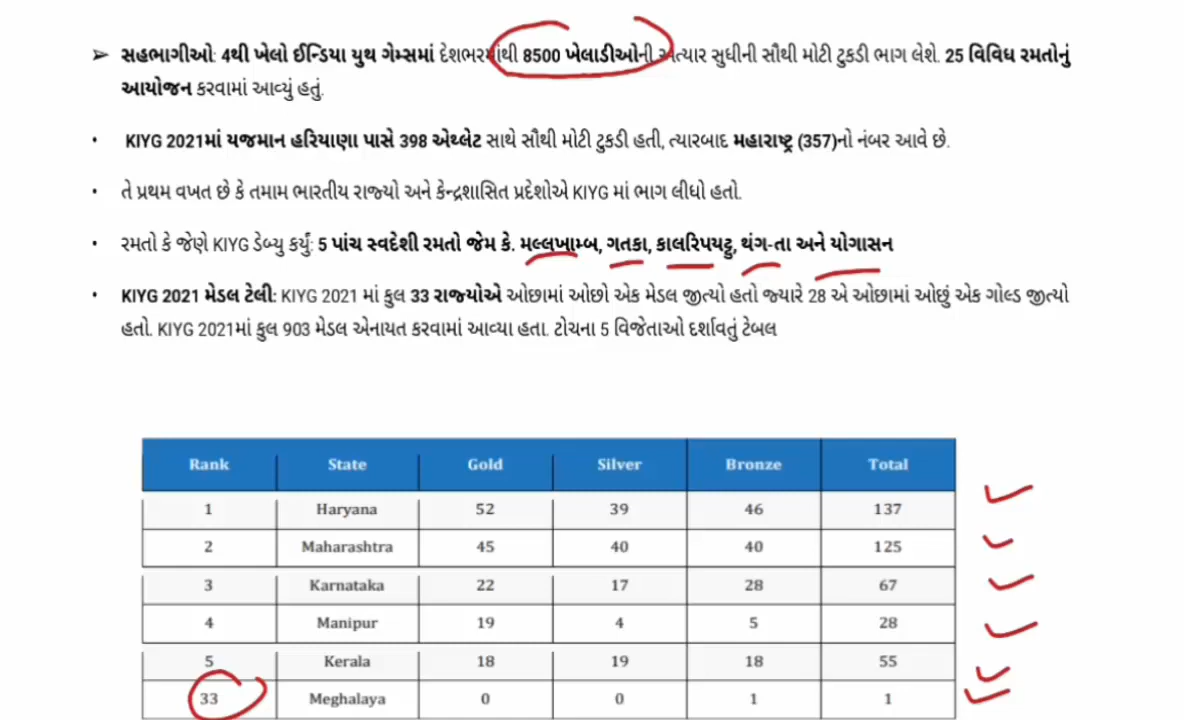 ➢ સહભાગીઓ: 4થી ખેલો ઈન્ડિયા યુથ ગેમ્સમાં દેશભરમાંથી 8500 ખેલાડીઓની અત્યાર સુધીની સૌથી મોટી ટુકડી ભાગ લેશે. 25 વિવિધ રમતોનું
આયોજન કરવામાં આવ્યું હતું.
• KIYG 2021માં યજમાન હરિયાણા પાસે 398 એથ્લેટ સાથે સૌથી મોટી ટુકડી હતી, ત્યારબાદ મહારાષ્ટ્ર (357)નો નંબર આવે છે.
• તે પ્રથમ વખત છે કે તમામ ભારતીય રાજ્યો અને કેન્દ્રશાસિત પ્રદેશોએ KIYG માં ભાગ લીધો હતો.
• રમતો કે જેણે KIYG ડેબ્યુ કર્યું: 5 પાંચ સ્વદેશી રમતો જેમ કે. મલ્લખામ્બ, ગતકા, કાલરિપયટ્ટુ, થંગ-તા અને યોગાસન
• KIYG 2021 મેડલ ટેલી: KIYG 2021 માં કુલ 33 રાજ્યોએ ઓછામાં ઓછો એક મેડલ જીત્યો હતો જ્યારે 28 એ ઓછામાં ઓછું એક ગોલ્ડ જીત્યો
હતો. KIYG 2021માં કુલ 903 મેડલ એનાયત કરવામાં આવ્યા હતા. ટોચના 5 વિજેતાઓ દર્શાવતું ટેબલ
Rank State Gold Silver Bronze Total
1 Haryana 52 39 46 137
2 Maharashtra 45 40 40 125
3 Karnataka 22 17 28 67
4 Manipur 19 4 5 28
5 Kerala 18 19 18 55
33 Meghalaya 0 0 1 1